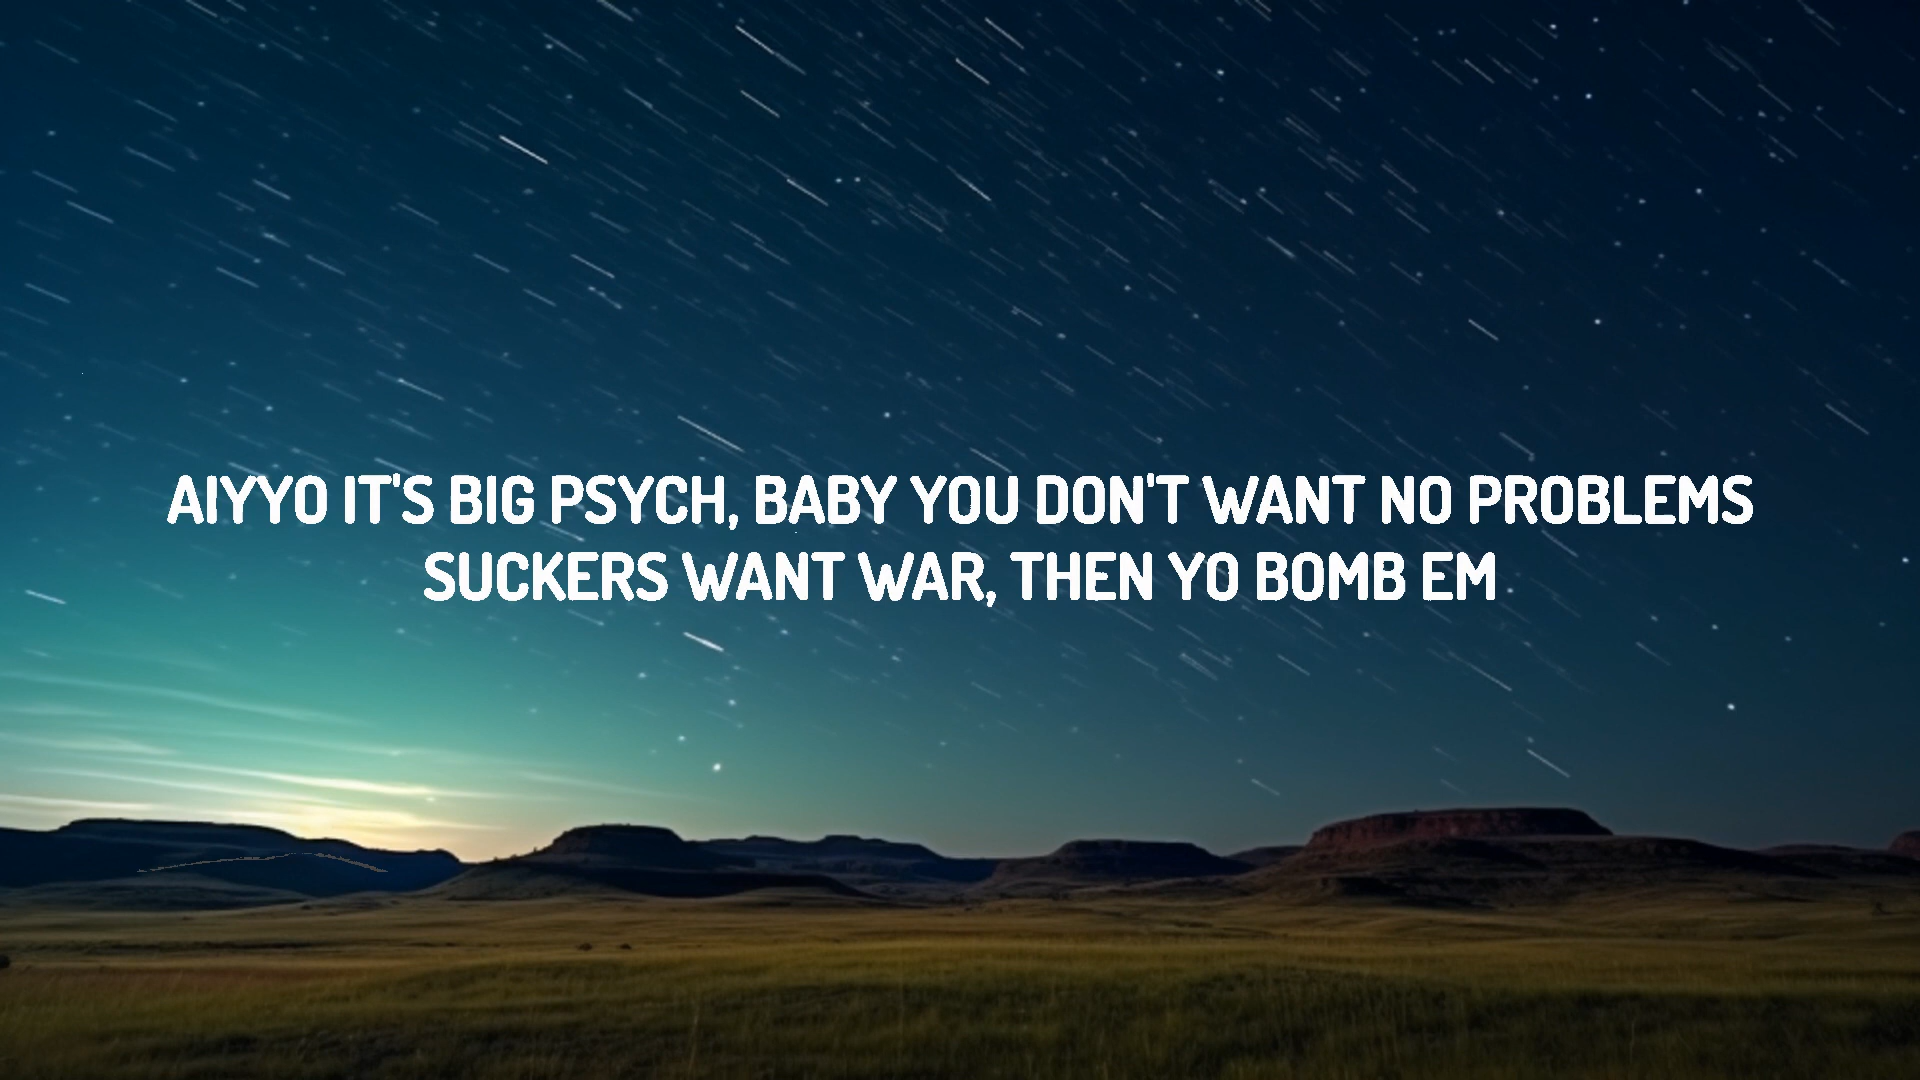 AIYYO IT'S BIG PSYCH, BABY YOU DON'T WANT NO PROBLEMS
SUCKERS WANT WAR, THEN YO BOMB EM